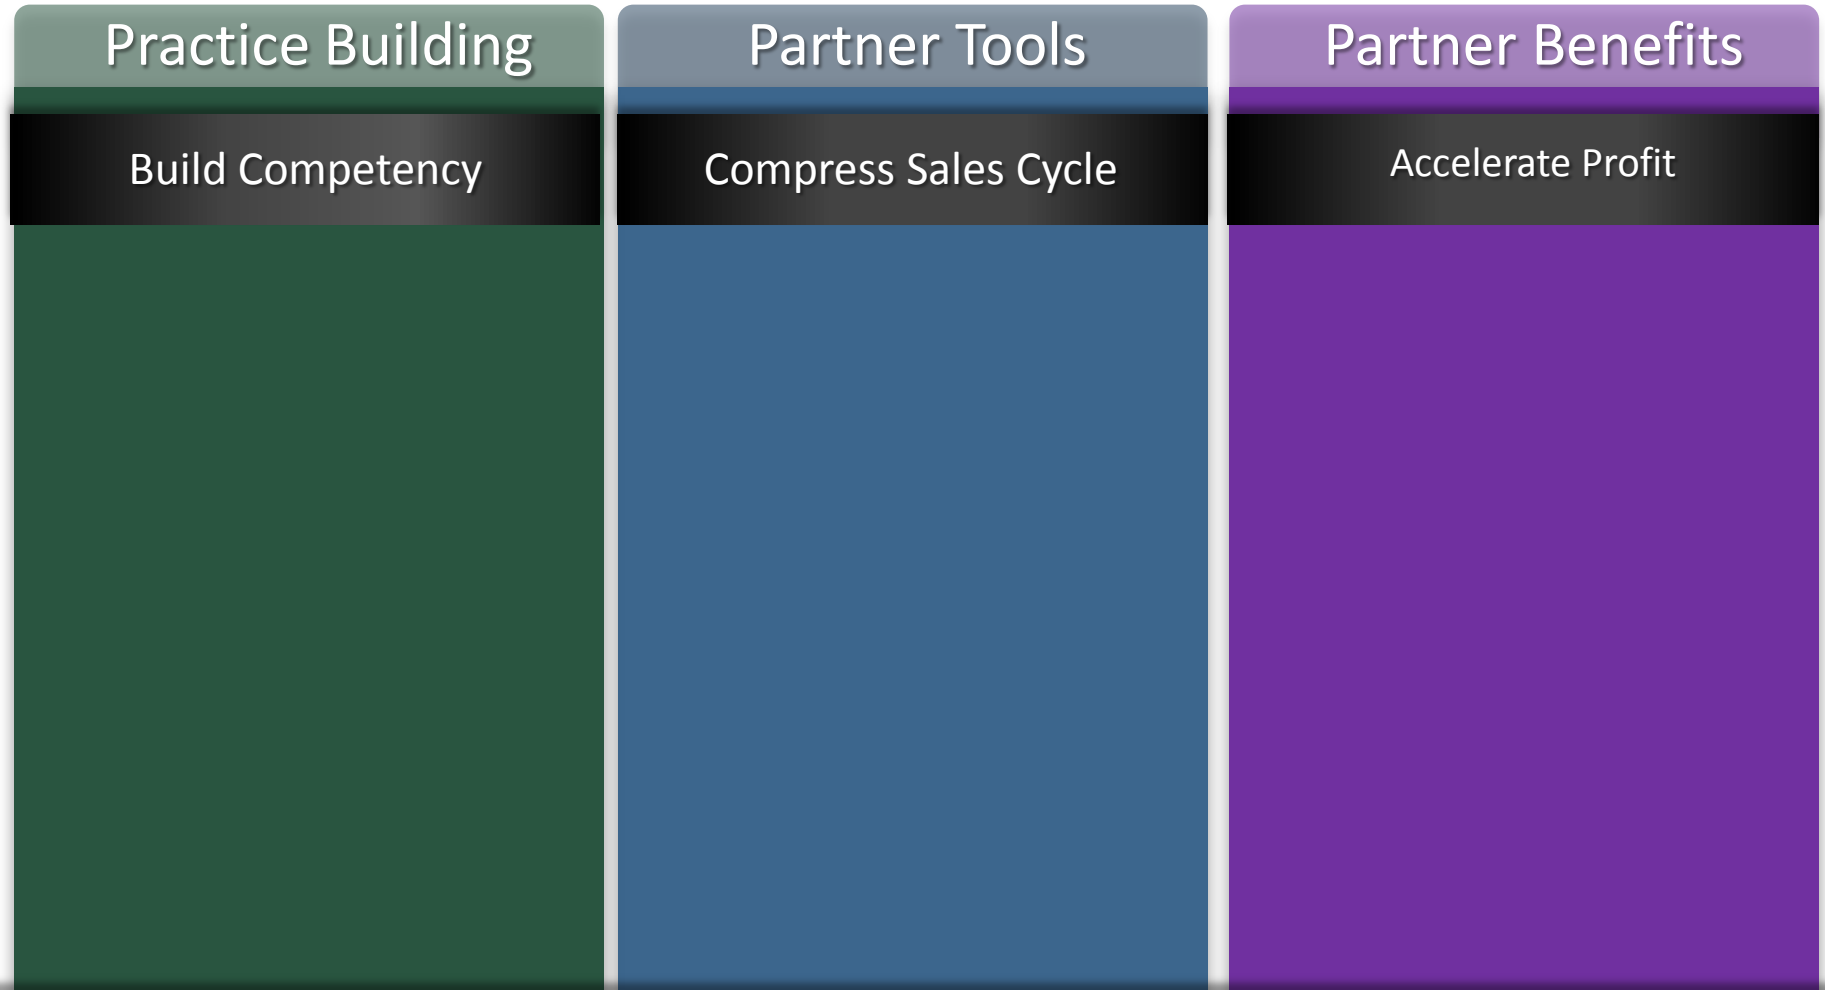 Practice Building
Build Competency
Partner Tools
Compress Sales Cycle
Partner Benefits
Accelerate Profit